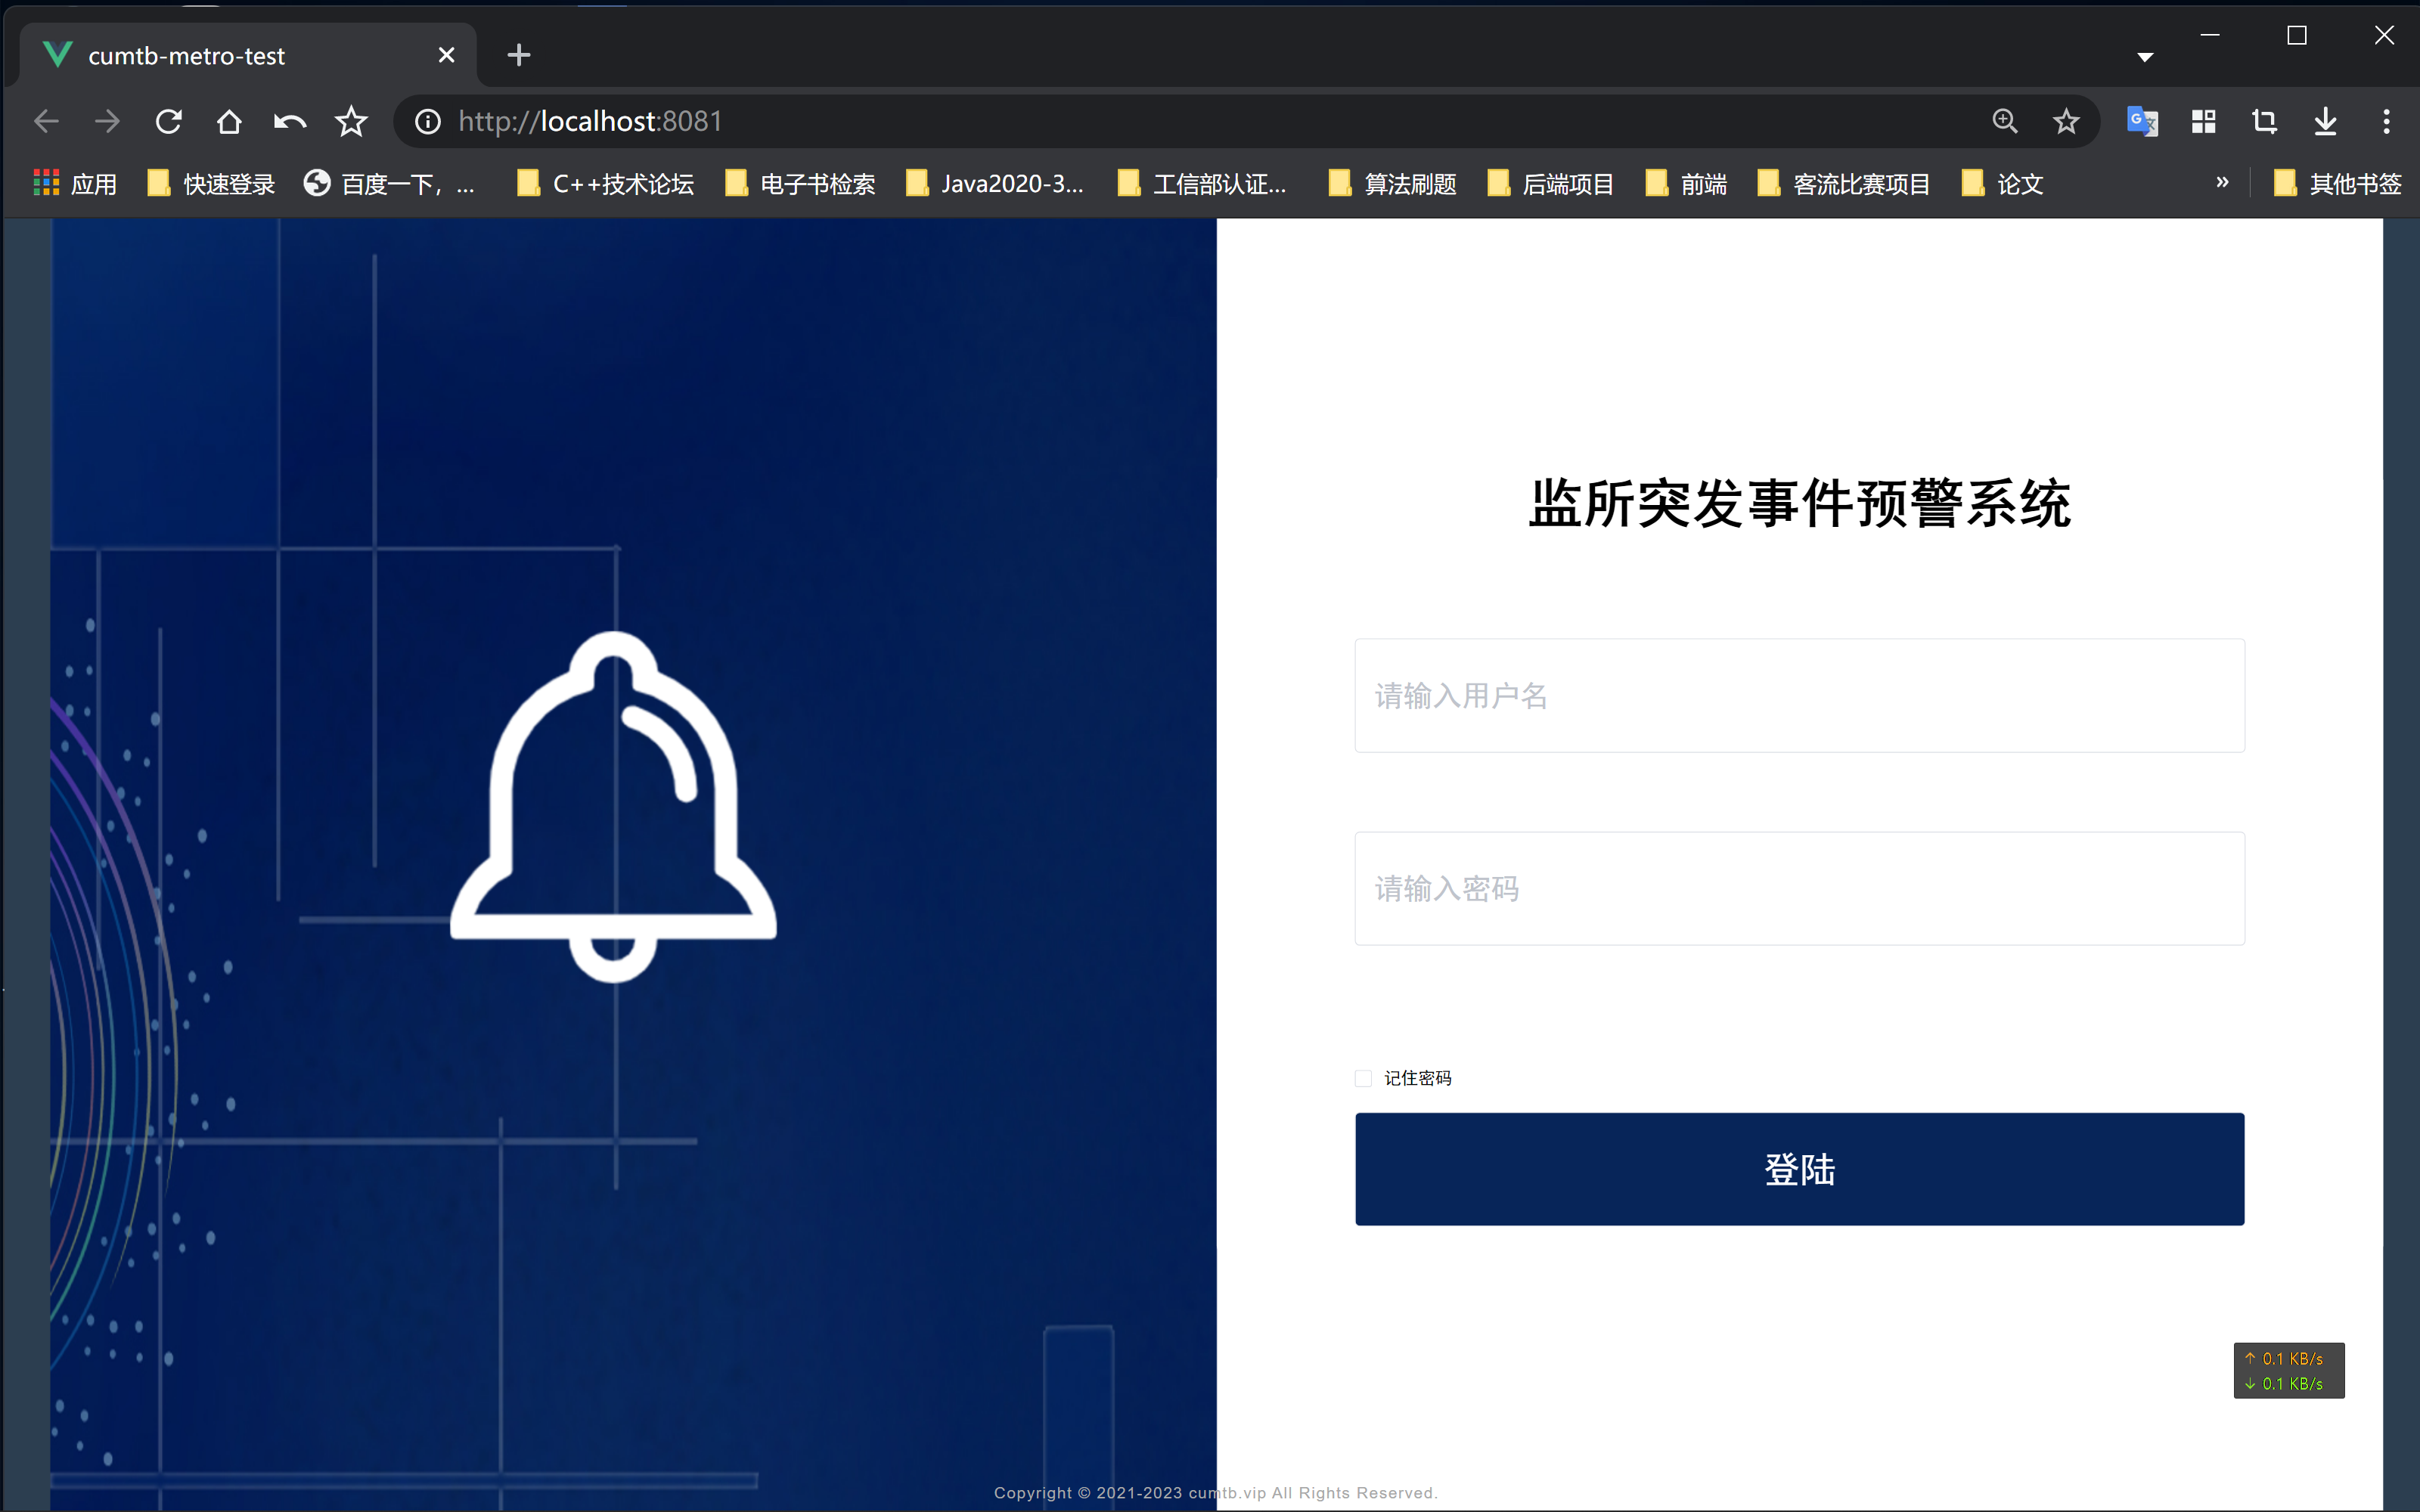 cumtb-metro-test
http://localhost:8081
应用 快速登录 百度一下，... C++技术论坛 电子书检索 Java2020-3... 工信部认证... 算法刷题 后端项目 前端 客流比赛项目 论文 » 其他书签
监所突发事件预警系统
请输入用户名
请输入密码
记住密码
登陆
↑ 0.1 KB/s
↓ 0.1 KB/s
Copyright © 2021-2023 cumtb.vip All Rights Reserved.